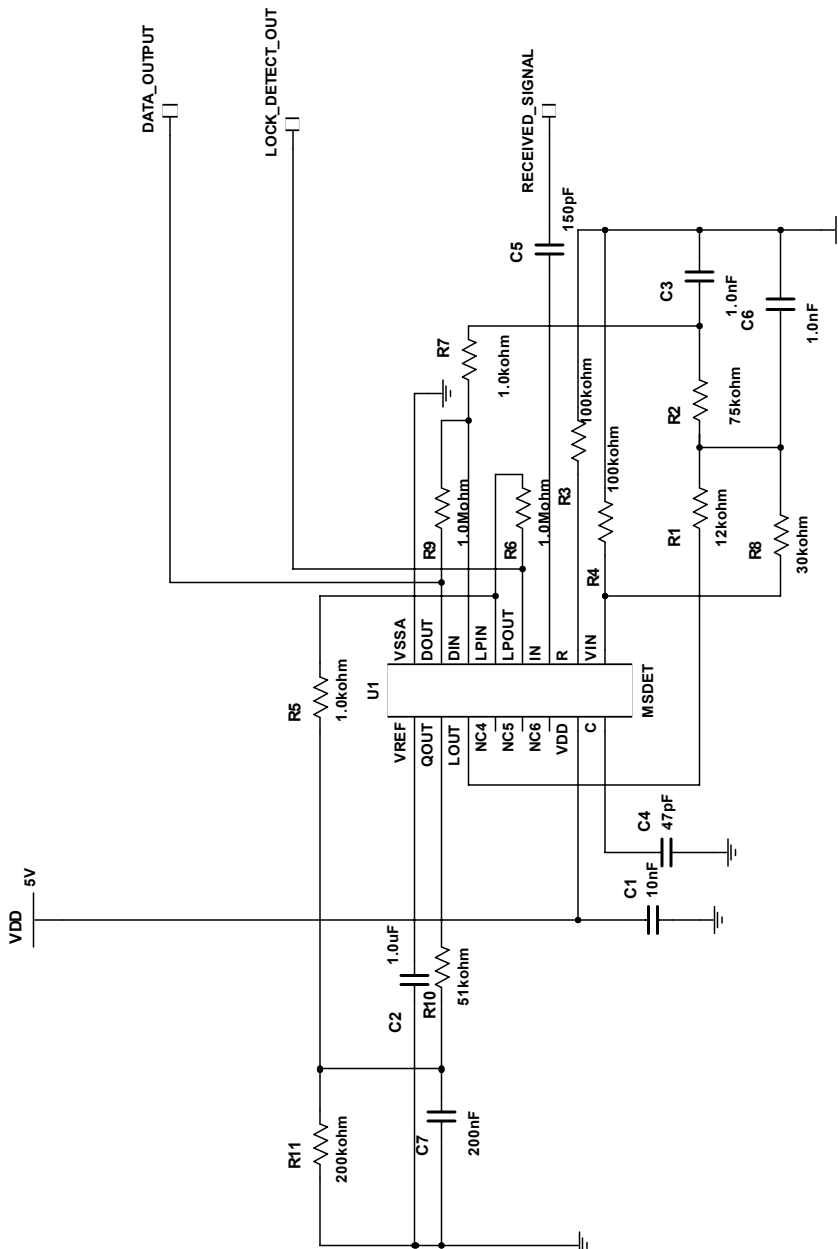 DATA_OUTPUT
LOCK_DETECT_OUT
RECEIVED_SIGNAL
C5
150pF
R7
1.0kohm
C3
1.0nF
C6
1.0nF
R9
1.0Mohm
R6
1.0Mohm
R3
100kohm
R4
100kohm
R2
75kohm
R1
12kohm
R8
30kohm
R5
1.0kohm
U1
VSSA
DOUT
DIN
LPIN
LPOUT
IN
R
VIN
VREF
QOUT
LOUT
NC4
NC5
NC6
VDD
C
MSDET
C4
47pF
C1
10nF
VDD
5V
C2
1.0uF
R10
51kohm
R11
200kohm
C7
200nF